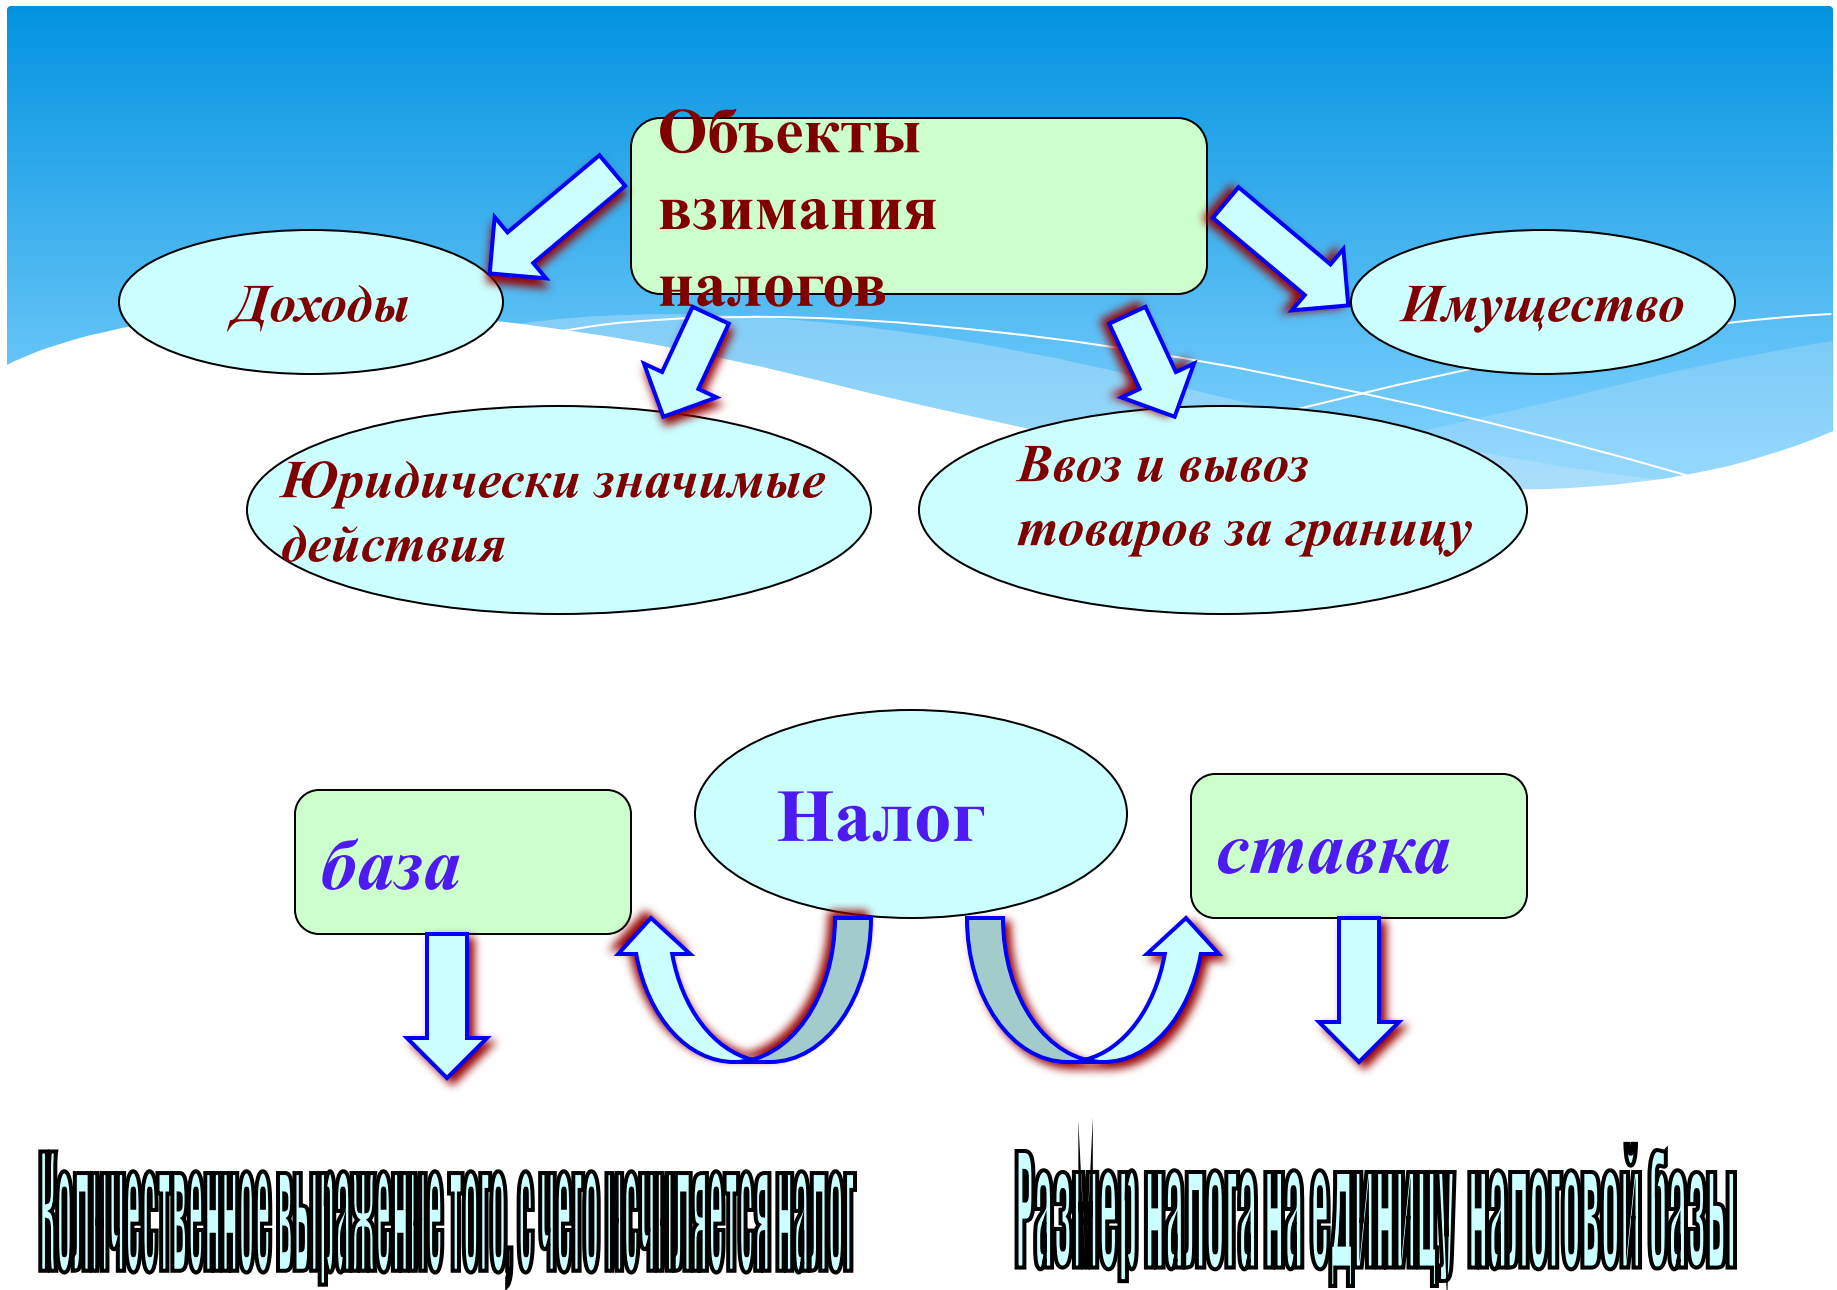 Объекты
взимания
налогов
Доходы
Имущество
Юридически значимые
действия
Ввоз и вывоз
товаров за границу
Налог
база
ставка
Количественное выражение того, с чего исчисляется налог
Размер налога на единицу налоговой базы